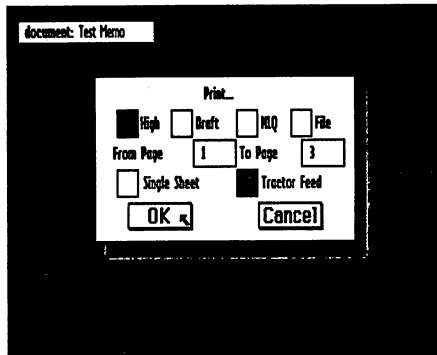 document: Test Memo
Print...
High Draft NLQ File
From Page 1 To Page 3
Single Sheet Tractor Feed
OK Cancel